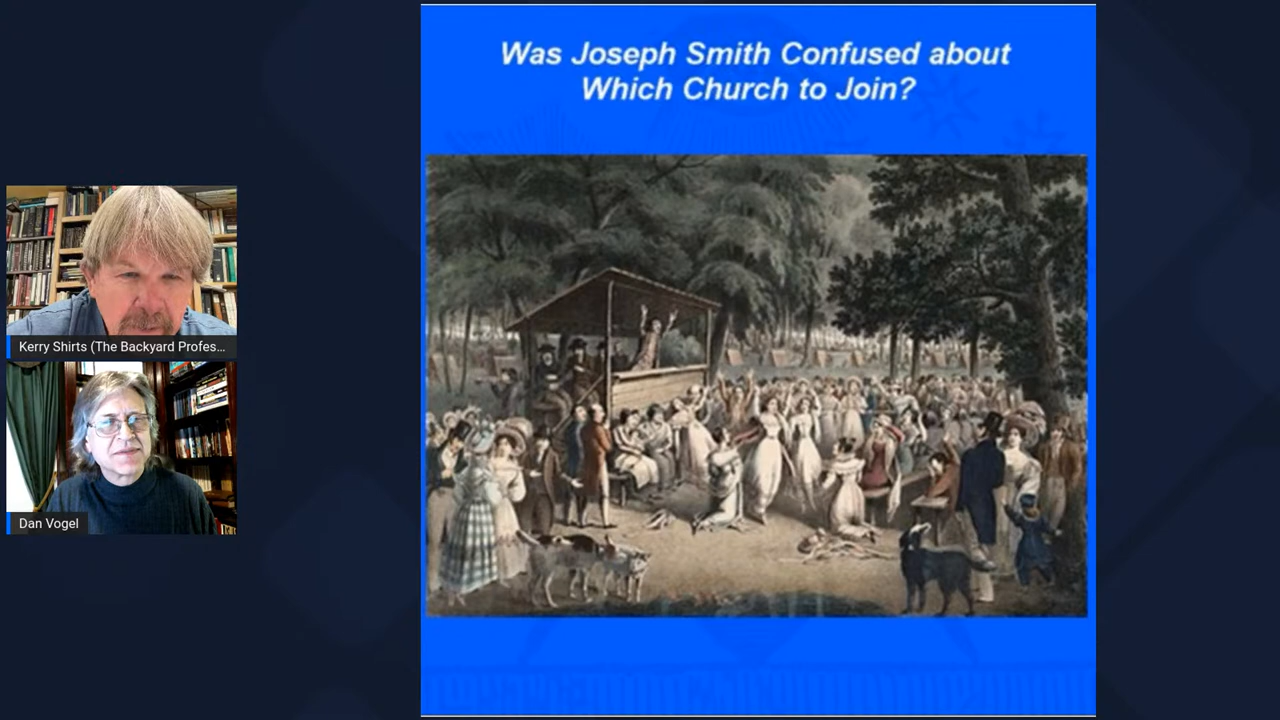 Was Joseph Smith Confused about
Which Church to Join?
Kerry Shirts (The Backyard Profes...
Dan Vogel